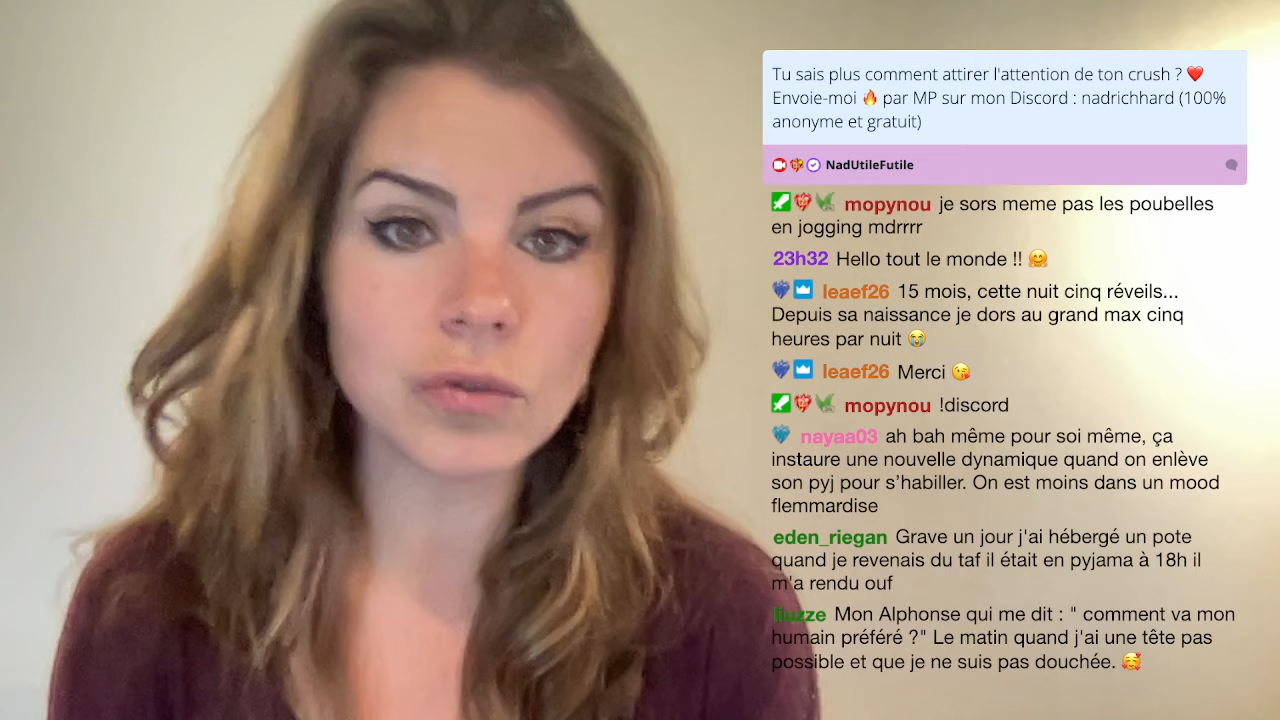 Tu sais plus comment attirer l'attention de ton crush ? ❤️
Envoie-moi 🔥 par MP sur mon Discord : nadrichhard (100%
anonyme et gratuit)
NadUtileFutile
mopynou je sors meme pas les poubelles
en jogging mdrrrr
23h32 Hello tout le monde !! 🤗
leaef26 15 mois, cette nuit cinq réveils...
Depuis sa naissance je dors au grand max cinq
heures par nuit 😭
leaef26 Merci 😘
mopynou !discord
nayaa03 ah bah même pour soi même, ça
instaure une nouvelle dynamique quand on enlève
son pyj pour s’habiller. On est moins dans un mood
flemmardise
eden_riegan Grave un jour j'ai hébergé un pote
quand je revenais du taf il était en pyjama à 18h il
m'a rendu ouf
Mon Alphonse qui me dit : " comment va mon
humain préféré ?" Le matin quand j'ai une tête pas
possible et que je ne suis pas douchée. 🥰